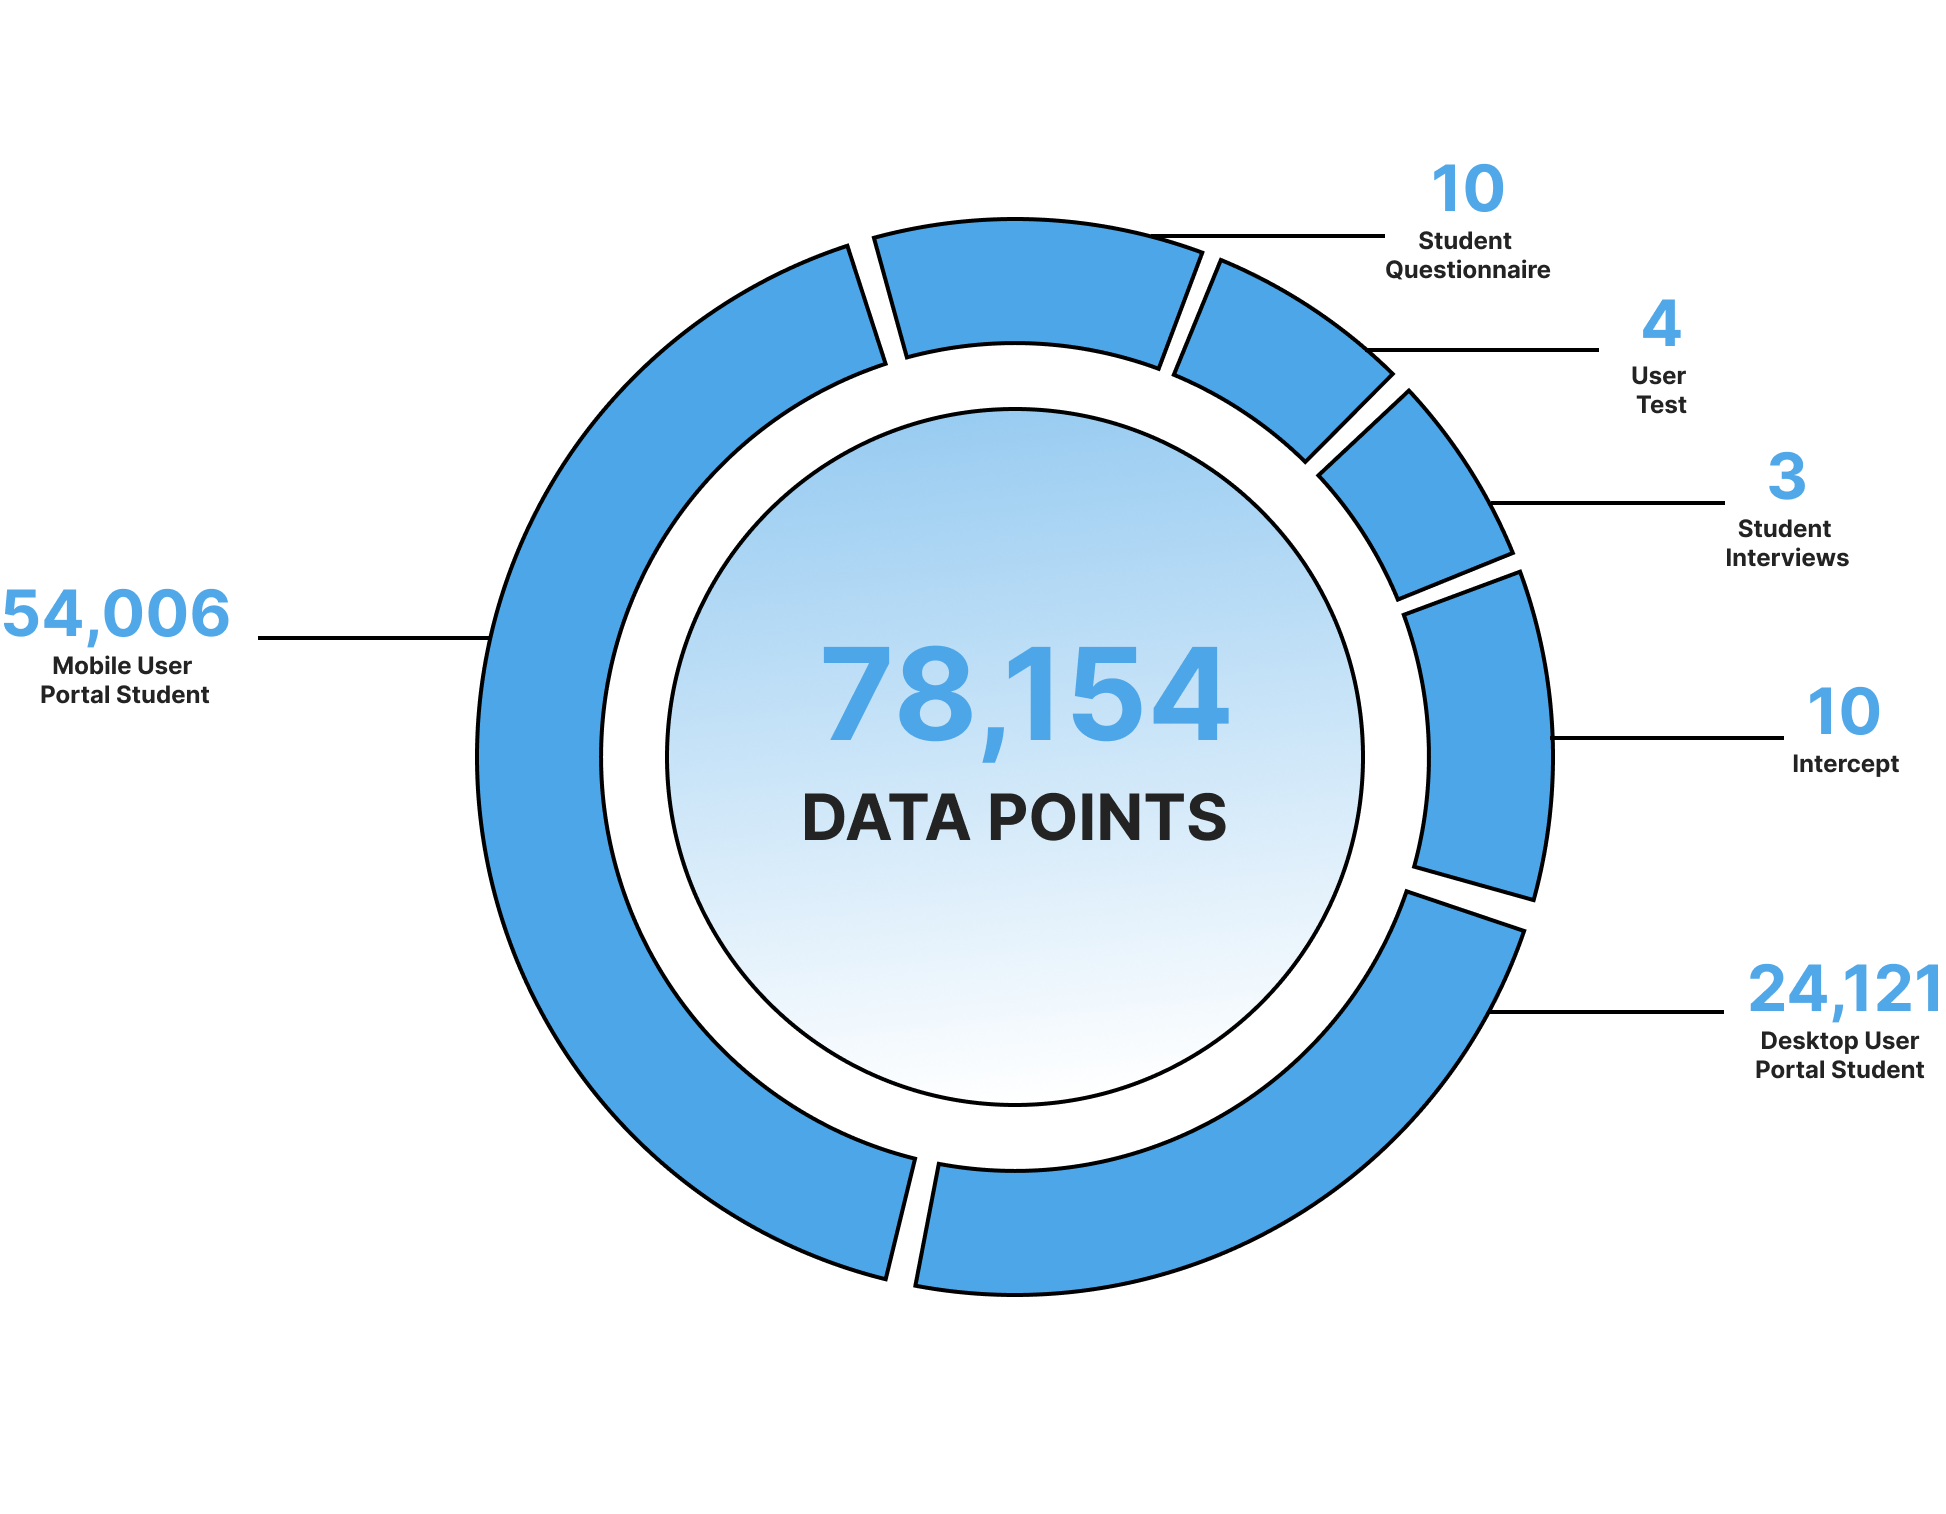 10
Student
Questionnaire
4
User
Test
3
Student
Interviews
54,006
Mobile User
Portal Student
78,154
DATA POINTS
10
Intercept
24,121
Desktop User
Portal Student